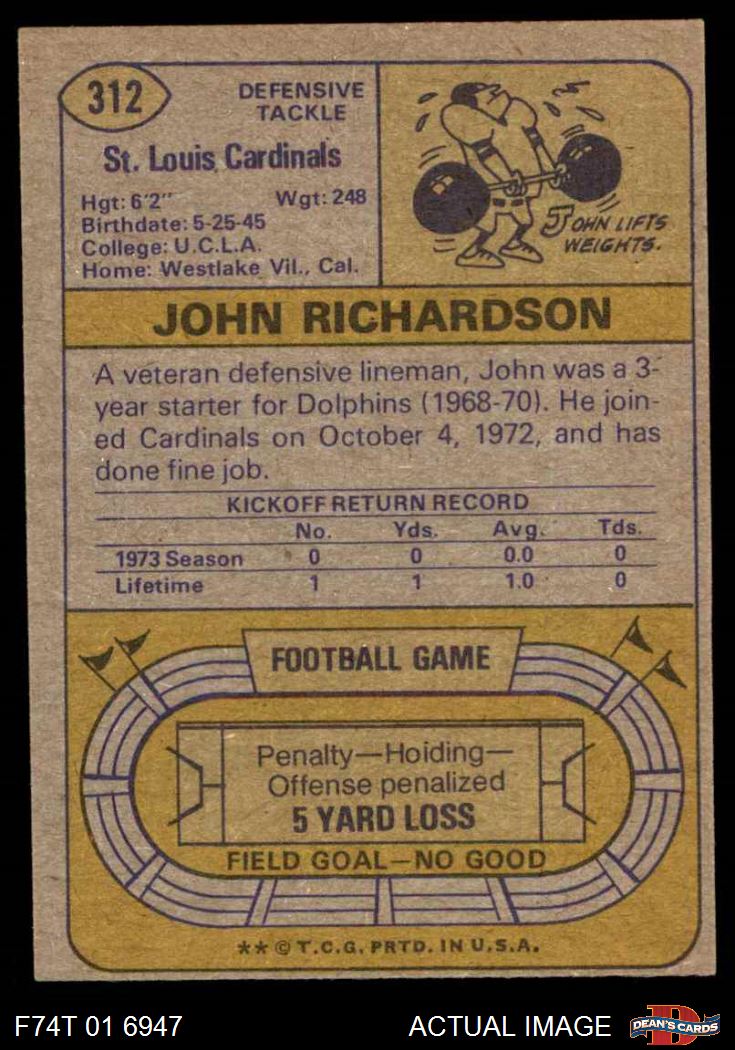 312
DEFENSIVE
TACKLE
St. Louis Cardinals
Hgt: 6'2" Wgt: 248
Birthdate: 5-25-45
College: U.C.L.A.
Home: Westlake Vil., Cal.
JOHN LIFTS
WEIGHTS.
JOHN RICHARDSON
A veteran defensive lineman, John was a 3-
year starter for Dolphins (1968-70). He join-
ed Cardinals on October 4, 1972, and has
done fine job.
KICKOFF RETURN RECORD
No. Yds. Avg. Tds.
1973 Season 0 0 0.0 0
Lifetime 1 1 1.0 0
FOOTBALL GAME
Penalty—Holding—
Offense penalized
5 YARD LOSS
FIELD GOAL—NO GOOD
** © T.C.G. PRTD. IN U.S.A.
F74T 01 6947 ACTUAL IMAGE
D
DEAN'S CARDS